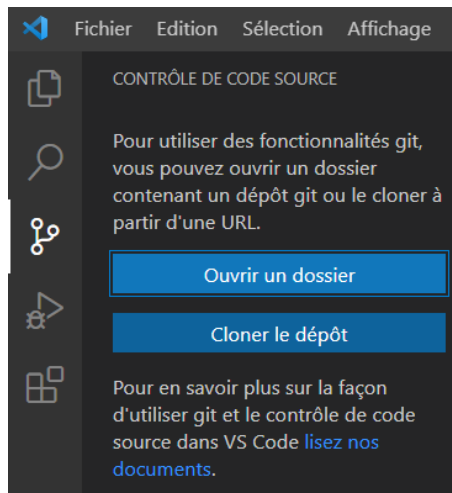 Fichier Edition Sélection Affichage
CONTRÔLE DE CODE SOURCE
Pour utiliser des fonctionnalités git,
vous pouvez ouvrir un dossier
contenant un dépôt git ou le cloner à
partir d'une URL.
Ouvrir un dossier
Cloner le dépôt
Pour en savoir plus sur la façon
d'utiliser git et le contrôle de code
source dans VS Code lisez nos
documents.